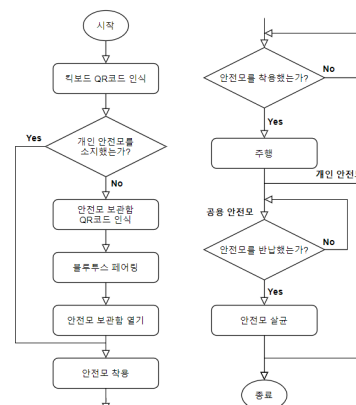 시작
킥보드 QR코드 인식
개인 안전모를
소지했는가?
Yes
No
안전모 보관함
QR코드 인식
블루투스 페어링
안전모 보관함 열기
안전모 착용
안전모를 착용했는가?
No
Yes
주행
개인 안전모
공용 안전모
안전모를 반납했는가?
No
Yes
안전모 살균
종료